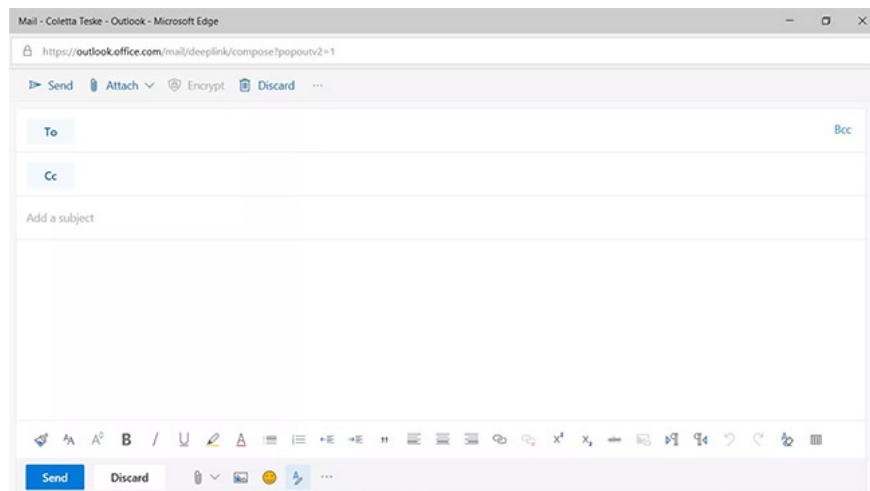 Mail - Coletta Teske - Outlook - Microsoft Edge
https://outlook.office.com/mail/deeplink/compose?popoutv2=1
Send Attach Encrypt Discard ...
To Bcc
Cc
Add a subject
Send Discard ...